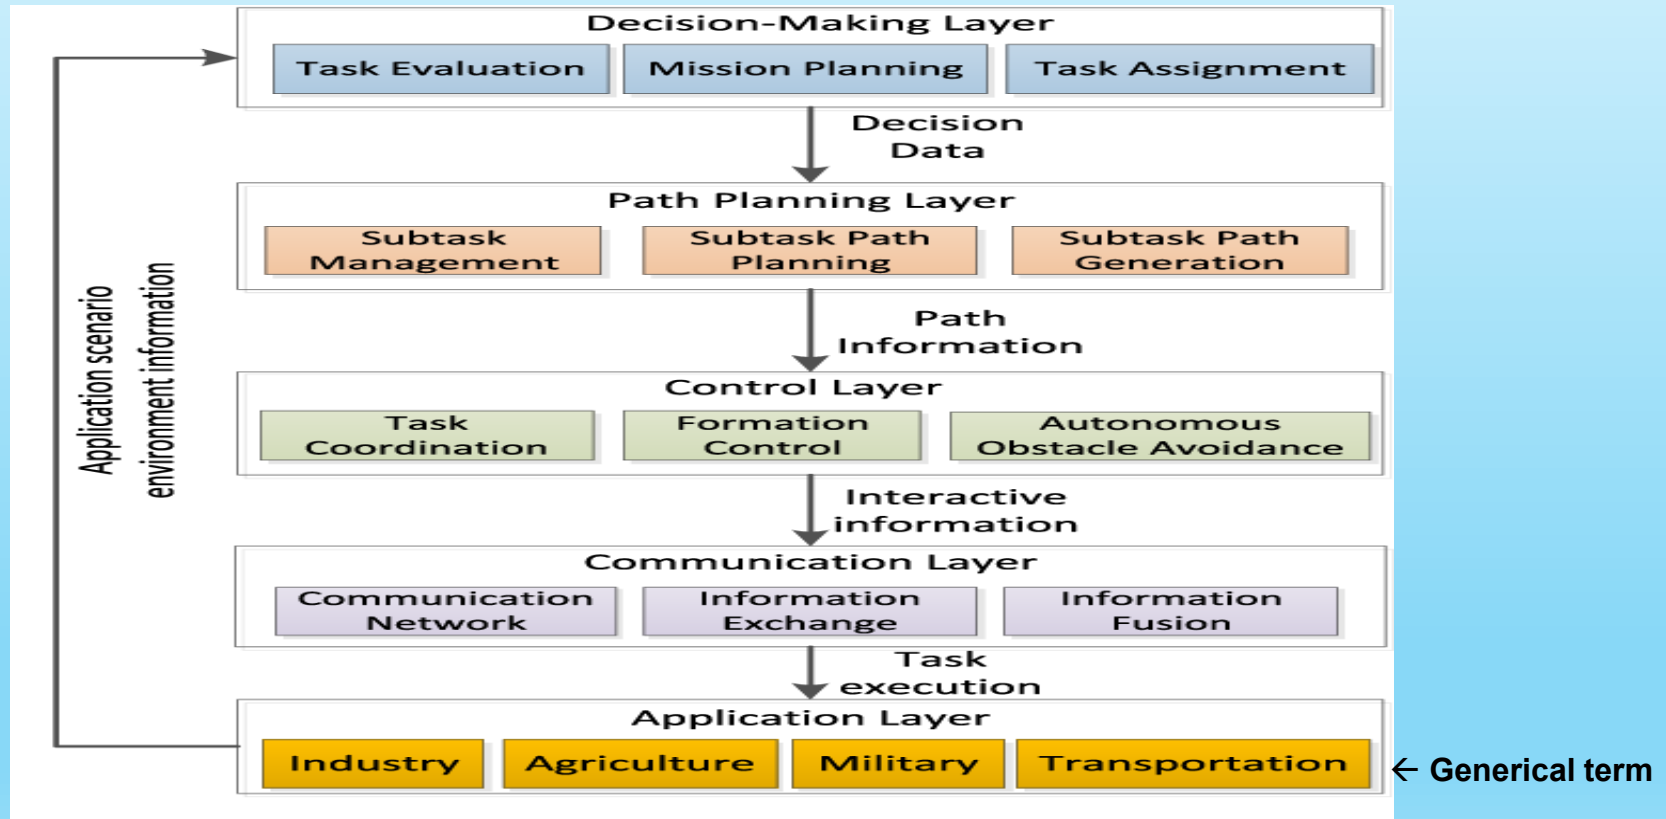 Decision-Making Layer
Task Evaluation
Mission Planning
Task Assignment
Decision
Data
Path Planning Layer
Subtask
Management
Subtask Path
Planning
Subtask Path
Generation
Path
Information
Control Layer
Task
Coordination
Formation
Control
Autonomous
Obstacle Avoidance
Interactive
information
Communication Layer
Communication
Network
Information
Exchange
Information
Fusion
Task
execution
Application Layer
Industry
Agriculture
Military
Transportation
← Generical term
Application scenario
environment information